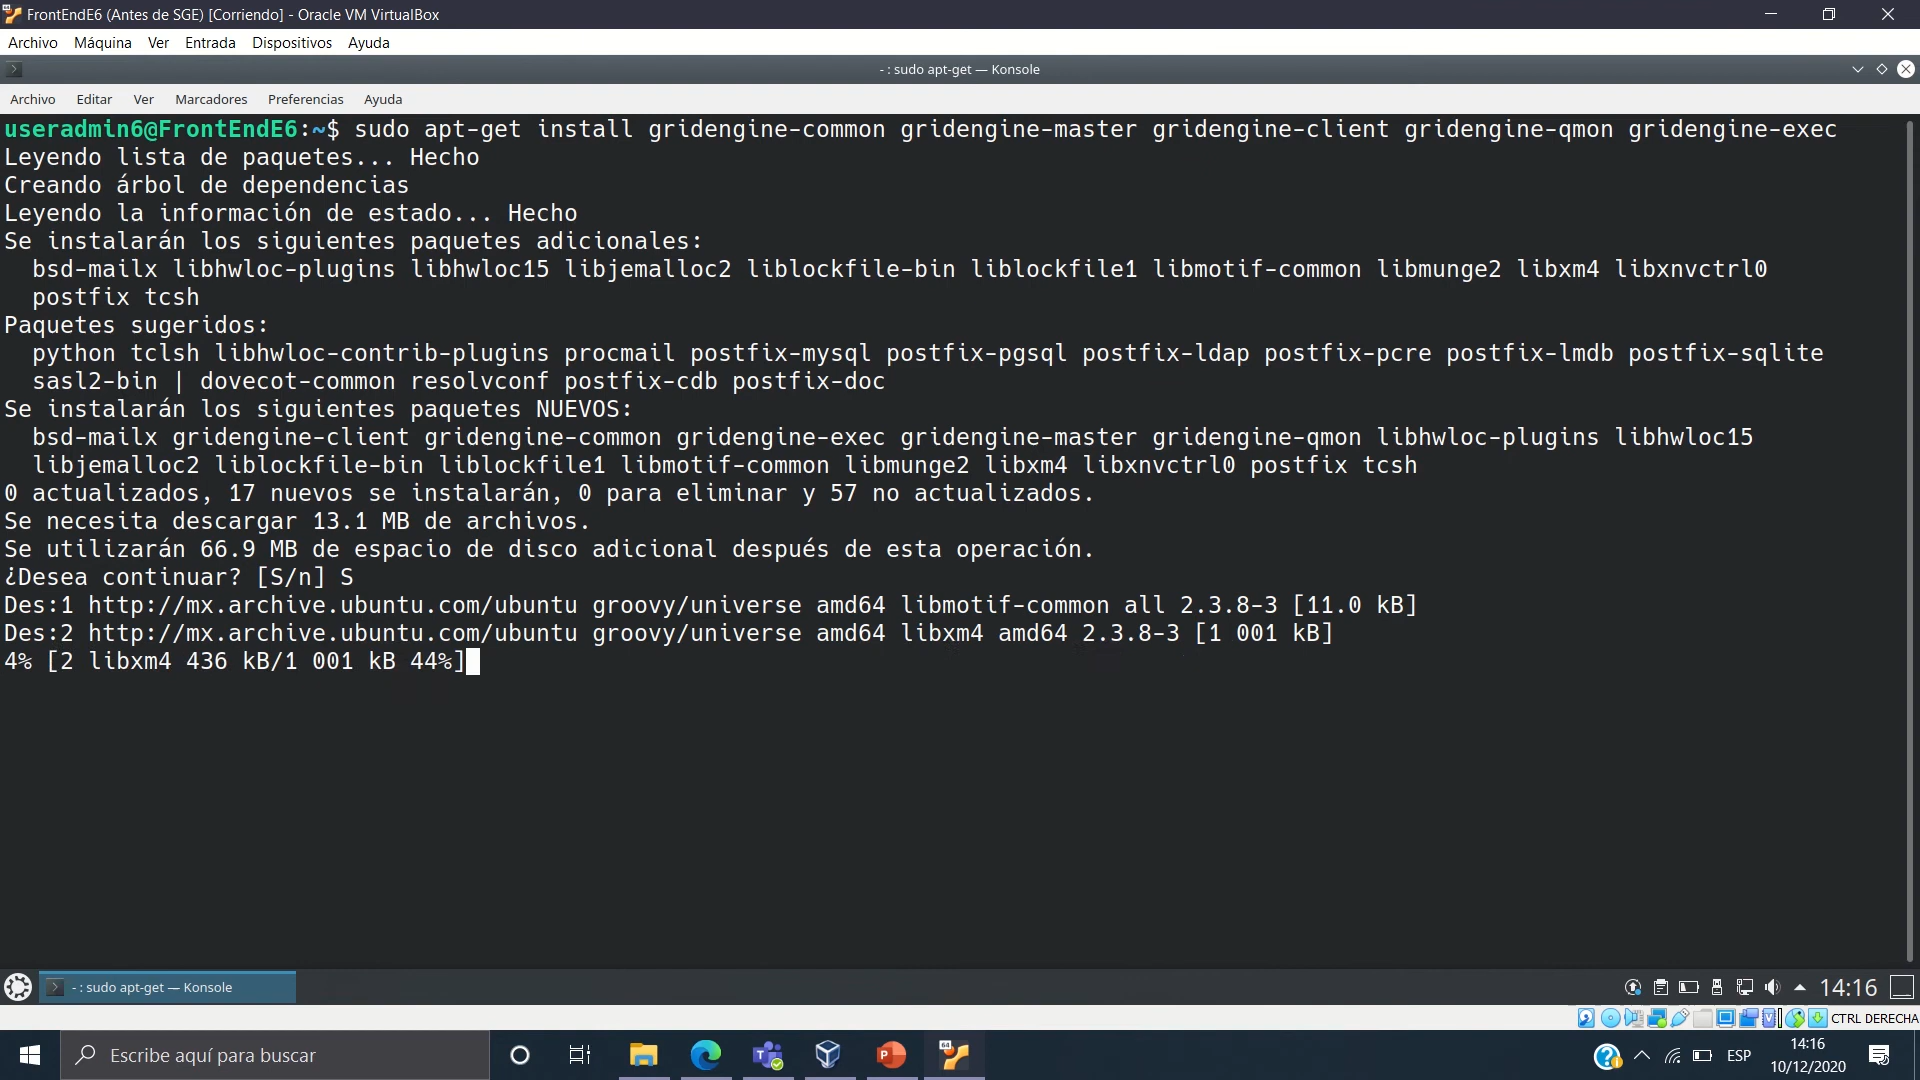 FrontEndE6 (Antes de SGE) [Corriendo] - Oracle VM VirtualBox
Archivo Máquina Ver Entrada Dispositivos Ayuda
- : sudo apt-get — Konsole
Archivo Editar Ver Marcadores Preferencias Ayuda
useradmin6@FrontEndE6:~$ sudo apt-get install gridengine-common gridengine-master gridengine-client gridengine-qmon gridengine-exec
Leyendo lista de paquetes... Hecho
Creando árbol de dependencias
Leyendo la información de estado... Hecho
Se instalarán los siguientes paquetes adicionales:
  bsd-mailx libhwloc-plugins libhwloc15 libjemalloc2 liblockfile-bin liblockfile1 libmotif-common libmunge2 libxm4 libxnvctrl0
  postfix tcsh
Paquetes sugeridos:
  python tclsh libhwloc-contrib-plugins procmail postfix-mysql postfix-pgsql postfix-ldap postfix-pcre postfix-lmdb postfix-sqlite
  sasl2-bin | dovecot-common resolvconf postfix-cdb postfix-doc
Se instalarán los siguientes paquetes NUEVOS:
  bsd-mailx gridengine-client gridengine-common gridengine-exec gridengine-master gridengine-qmon libhwloc-plugins libhwloc15
  libjemalloc2 liblockfile-bin liblockfile1 libmotif-common libmunge2 libxm4 libxnvctrl0 postfix tcsh
0 actualizados, 17 nuevos se instalarán, 0 para eliminar y 57 no actualizados.
Se necesita descargar 13.1 MB de archivos.
Se utilizarán 66.9 MB de espacio de disco adicional después de esta operación.
¿Desea continuar? [S/n] S
Des:1 http://mx.archive.ubuntu.com/ubuntu groovy/universe amd64 libmotif-common all 2.3.8-3 [11.0 kB]
Des:2 http://mx.archive.ubuntu.com/ubuntu groovy/universe amd64 libxm4 amd64 2.3.8-3 [1 001 kB]
4% [2 libxm4 436 kB/1 001 kB 44%]
- : sudo apt-get — Konsole
14:16
CTRL DERECHA
Escribe aquí para buscar
ESP
14:16
10/12/2020